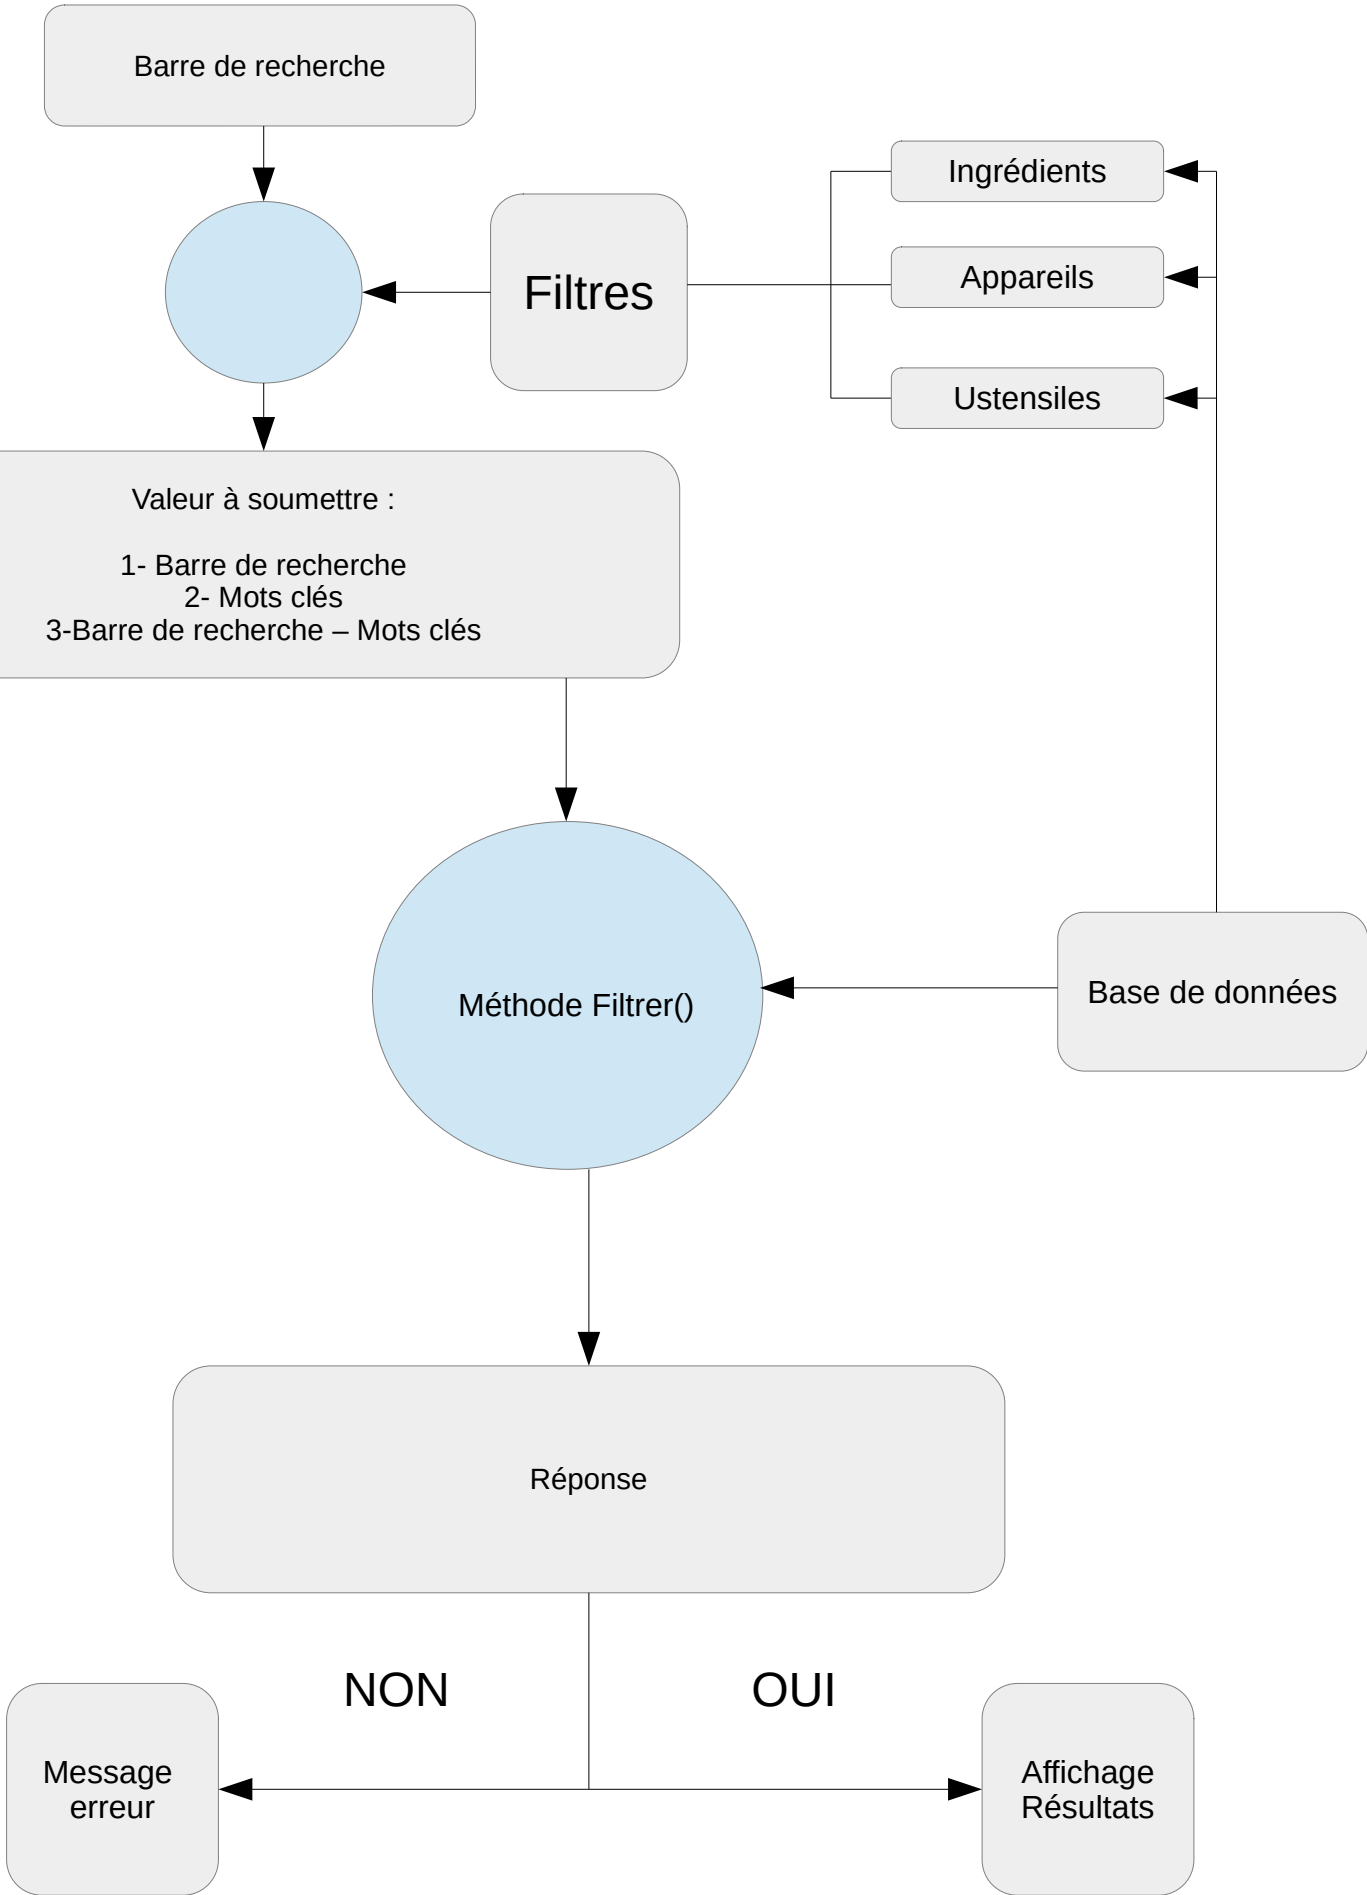 Barre de recherche
Ingrédients
Filtres
Appareils
Ustensiles
Valeur à soumettre :
1- Barre de recherche
2- Mots clés
3-Barre de recherche – Mots clés
Méthode Filtrer()
Base de données
Réponse
NON
OUI
Message
erreur
Affichage
Résultats